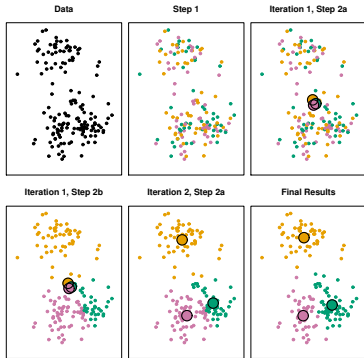 Data
Step 1
Iteration 1, Step 2a
Iteration 1, Step 2b
Iteration 2, Step 2a
Final Results